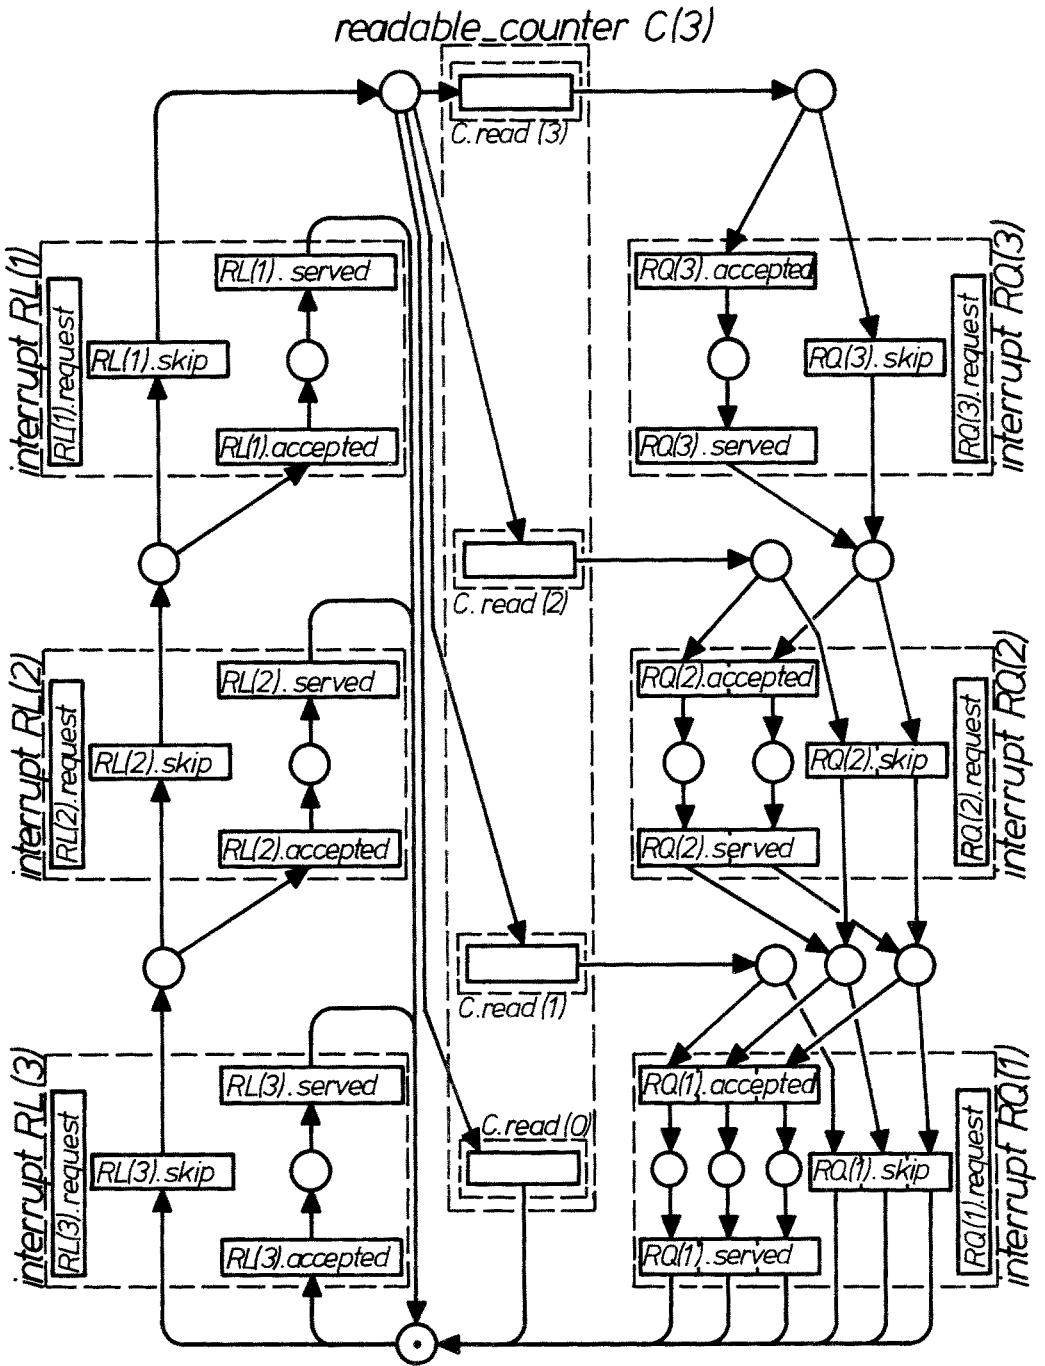 readable_counter C(3)
C.read (3)
interrupt RL(1)
RL(1).request
RL(1). served
RL(1).skip
RL(1).accepted
interrupt RQ(3)
RQ(3).request
RQ(3).accepted
RQ(3).skip
RQ(3).served
C. read (2)
interrupt RL(2)
RL(2).request
RL(2). served
RL(2).skip
RL(2).accepted
interrupt RQ(2)
RQ(2).request
RQ(2).accepted
RQ(2).skip
RQ(2).served
C.read (1)
interrupt RL(3)
RL(3).request
RL(3).served
RL(3).skip
RL(3).accepted
C.read (0)
interrupt RQ(1)
RQ(1).request
RQ(1).accepted
RQ(1).skip
RQ(1).served